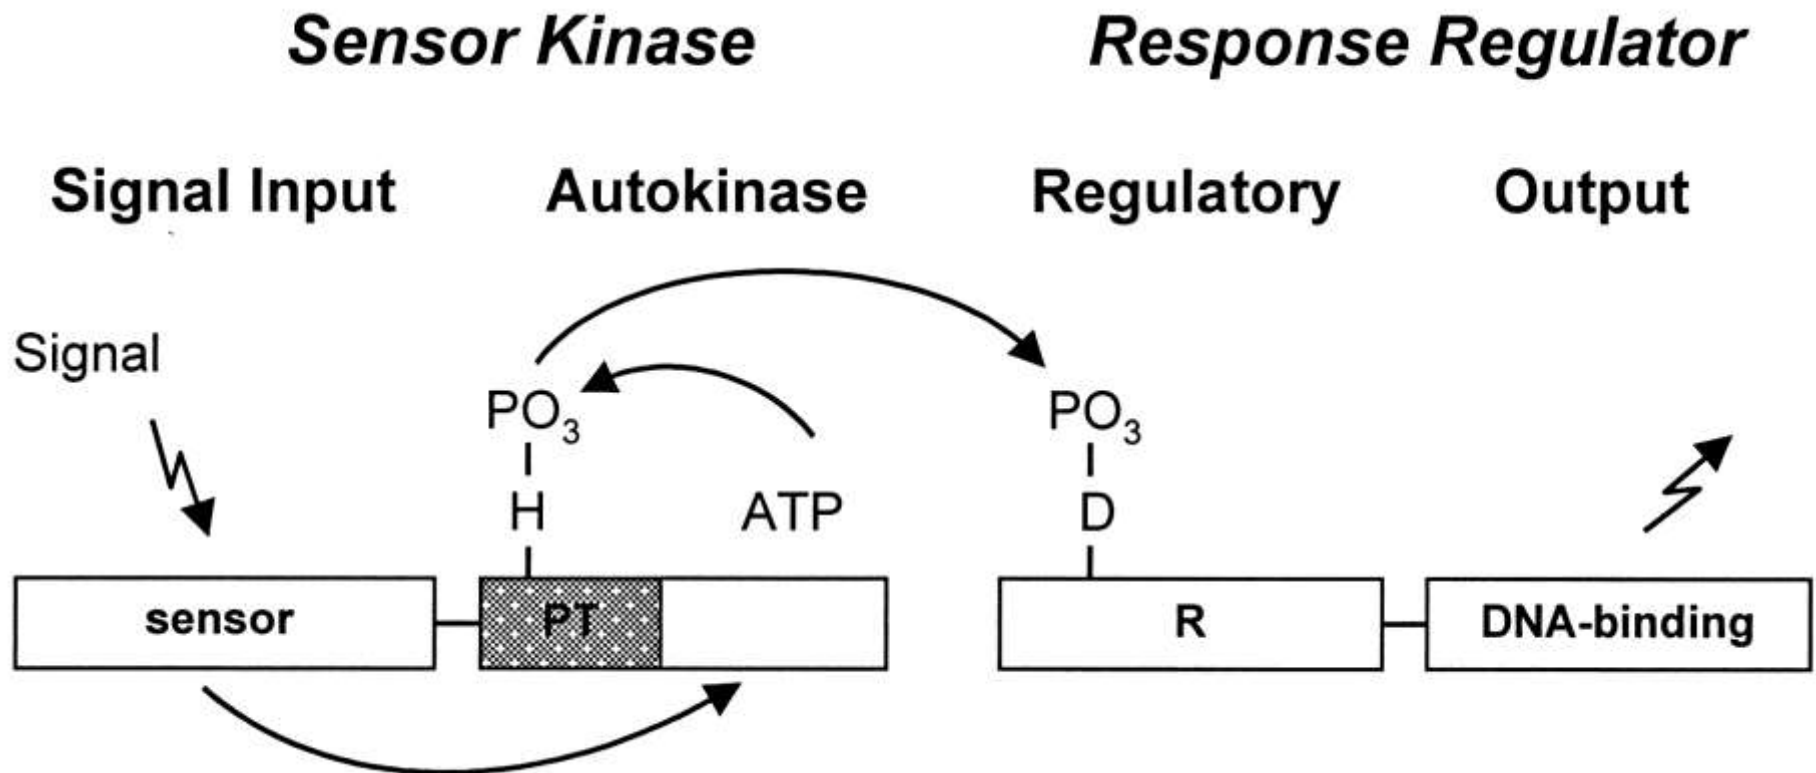 Sensor Kinase Response Regulator
Signal Input Autokinase Regulatory Output
Signal
PO3 PO3
H ATP D
sensor PT R DNA-binding